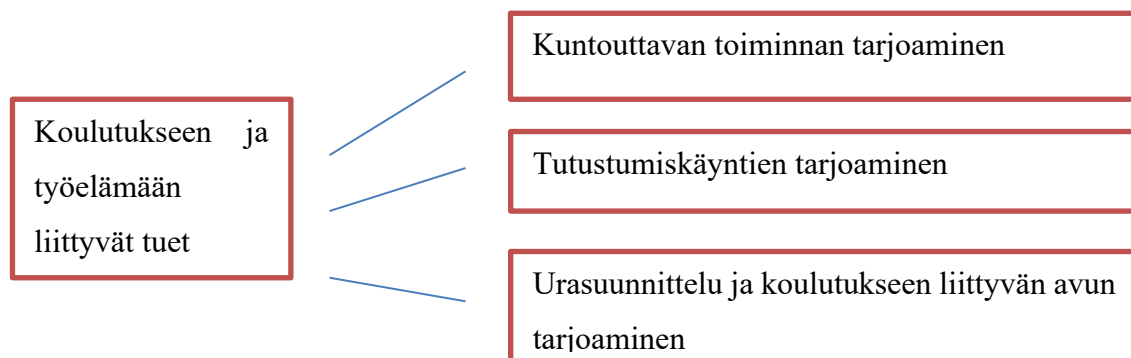 Koulutukseen ja
työelämään
liittyvät tuet
Kuntouttavan toiminnan tarjoaminen
Tutustumiskäyntien tarjoaminen
Urasuunnittelu ja koulutukseen liittyvän avun
tarjoaminen